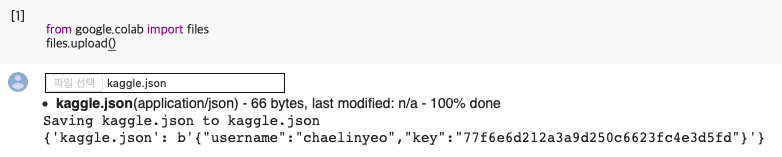 [1]
from google.colab import files
files.upload()
파일 선택 kaggle.json
• kaggle.json(application/json) - 66 bytes, last modified: n/a - 100% done
Saving kaggle.json to kaggle.json
{'kaggle.json': b'{"username":"chaelinyeo","key":"77f6e6d212a3a9d250c6623fc4e3d5fd"}'}